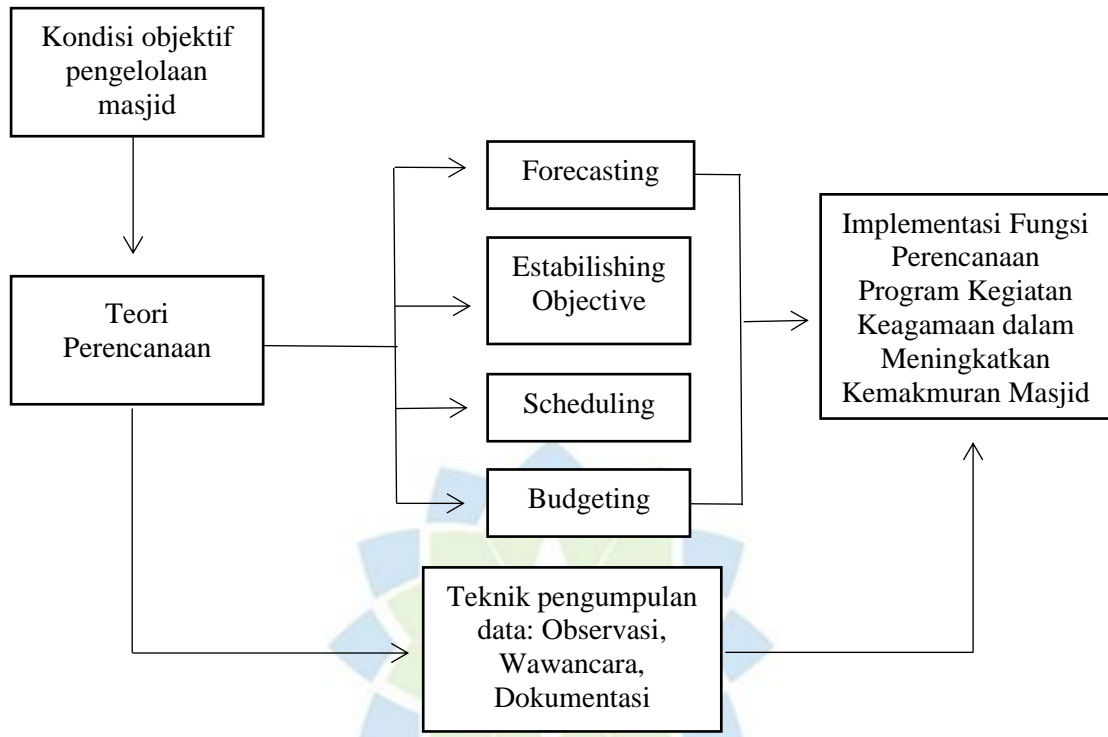 Kondisi objektif
pengelolaan
masjid
Teori
Perencanaan
Forecasting
Estabilishing
Objective
Scheduling
Budgeting
Teknik pengumpulan
data: Observasi,
Wawancara,
Dokumentasi
Implementasi Fungsi
Perencanaan
Program Kegiatan
Keagamaan dalam
Meningkatkan
Kemakmuran Masjid